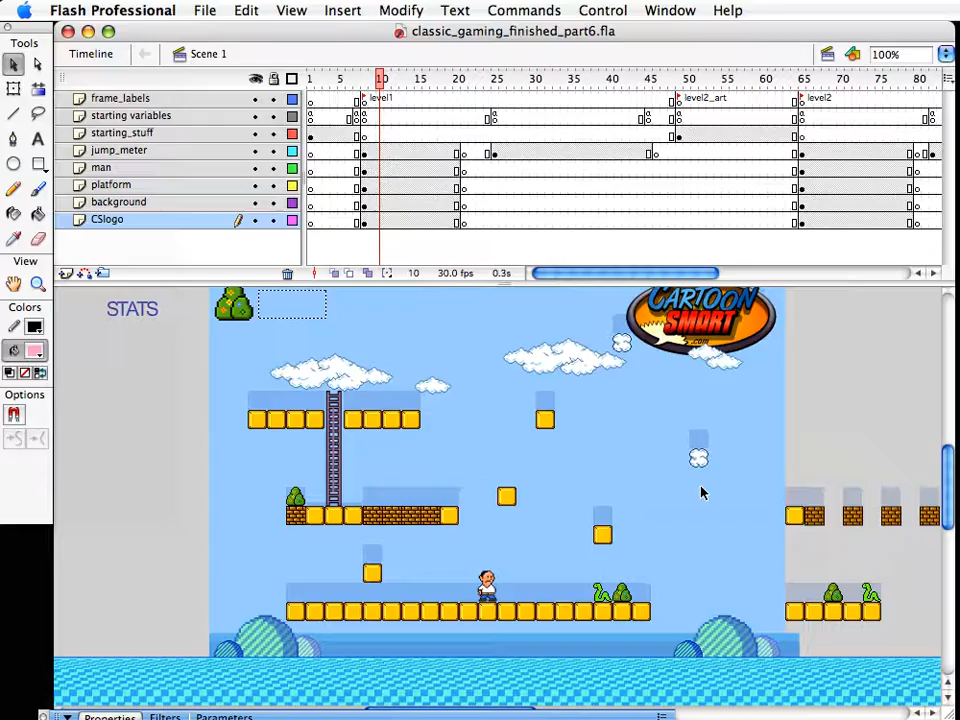 Flash Professional File Edit View Insert Modify Text Commands Control Window Help
classic_gaming_finished_part6.fla
Tools
Timeline Scene 1 100%
1 5 10 15 20 25 30 35 40 45 50 55 60 65 70 75 80
frame_labels level1 level2_art level2
starting variables
starting_stuff
jump_meter
man
platform
background
CSlogo
View
10 30.0 fps 0.3s
Colors
STATS
CARTOON
SMART
.com
Options
Properties Filters Parameters